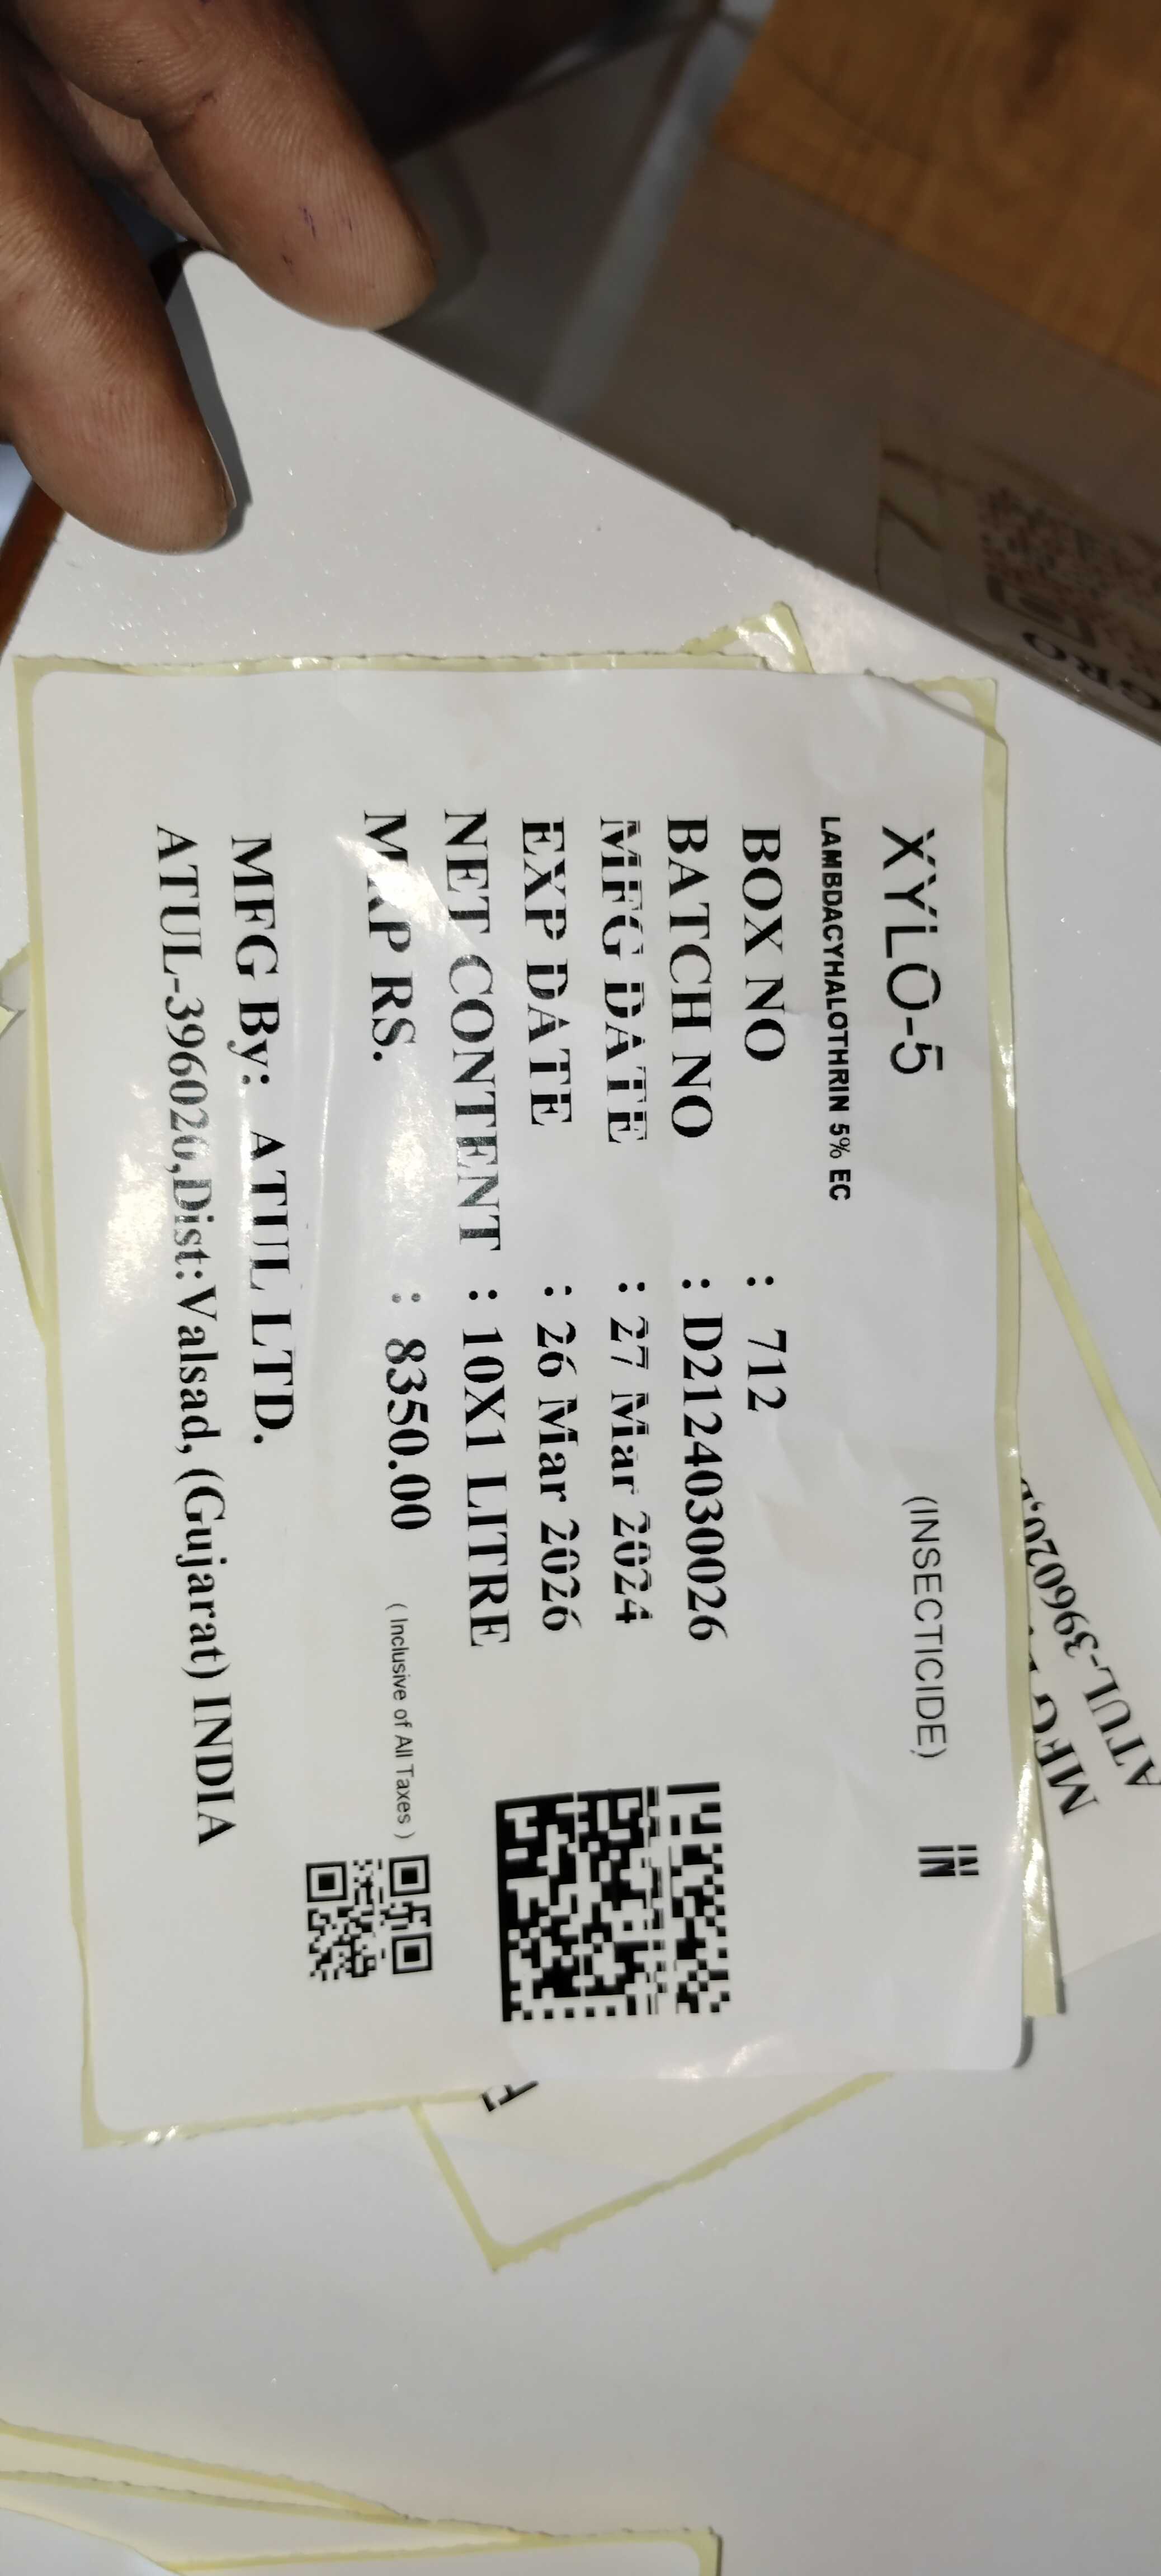 XYLO-5 (INSECTICIDE) IN
LAMBDACYHALOTHRIN 5% EC
BOX NO : 712
BATCH NO : D2124030026
MFG DATE : 27 Mar 2024
EXP DATE : 26 Mar 2026
NET CONTENT : 10X1 LITRE
MRP RS. : 8350.00 ( Inclusive of All Taxes )
MFG By: ATUL LTD.
ATUL-396020,Dist:Valsad, (Gujarat) INDIA
MFG
ATUL-396020,
GRO